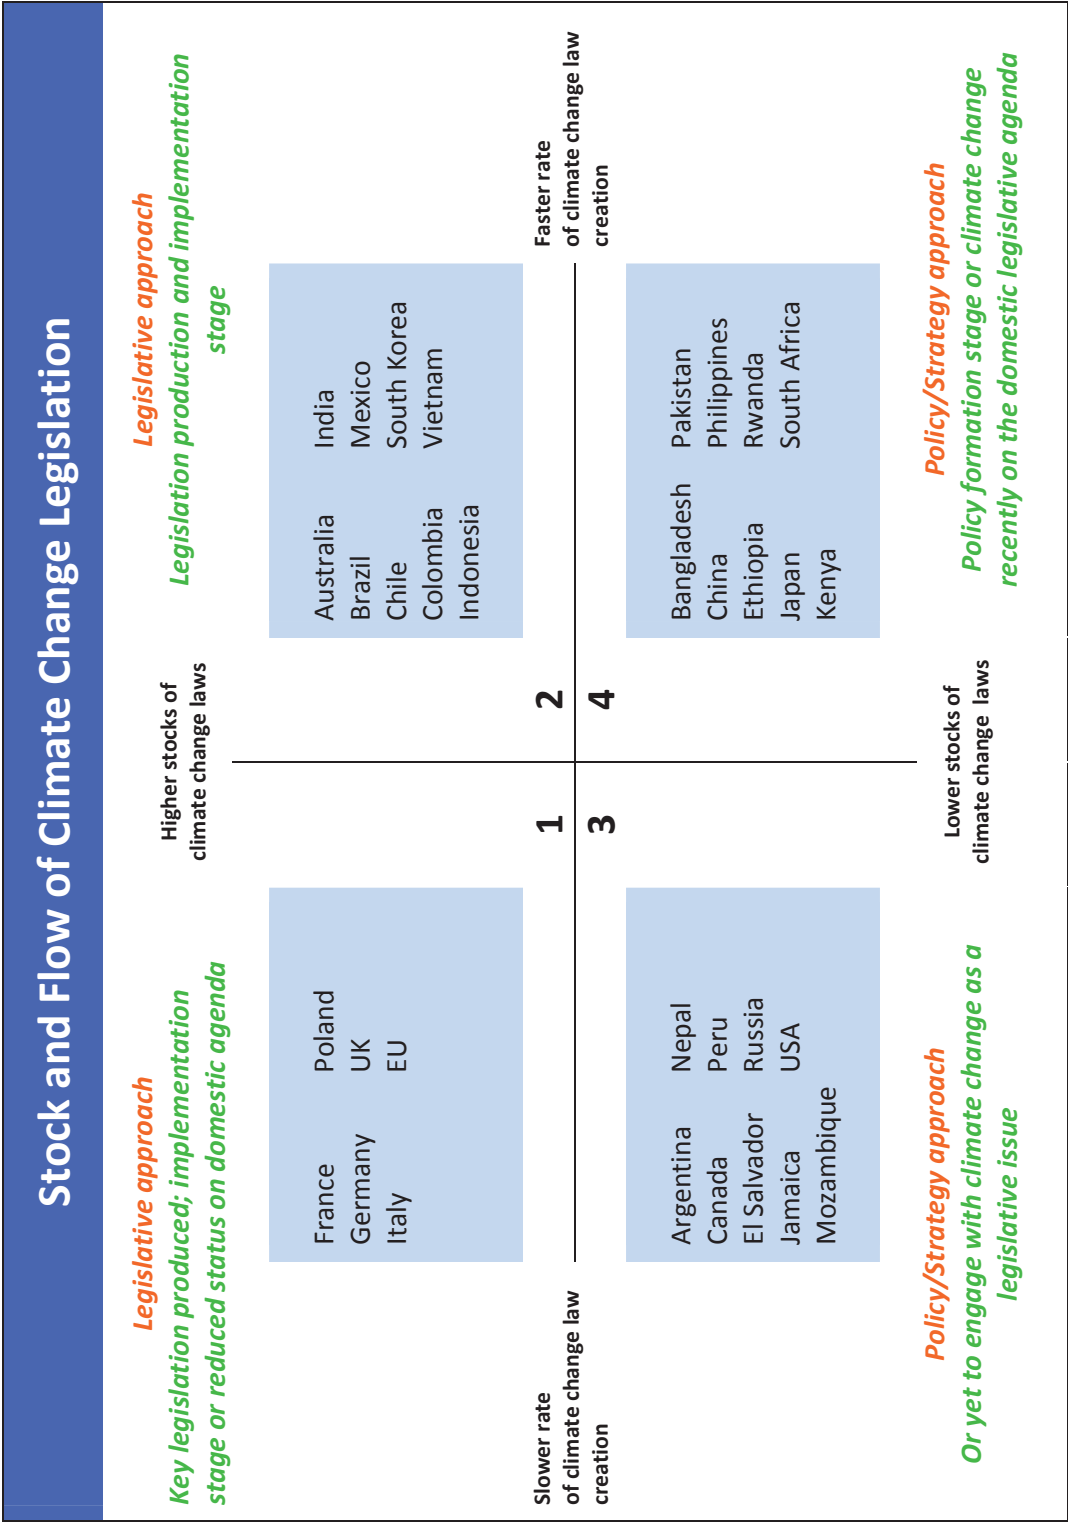 Stock and Flow of Climate Change Legislation
Legislative approach
Key legislation produced; implementation
stage or reduced status on domestic agenda
Higher stocks of
climate change laws
Legislative approach
Legislation production and implementation
stage
France
Germany
Italy
Poland
UK
EU
Australia
Brazil
Chile
Colombia
Indonesia
India
Mexico
South Korea
Vietnam
Slower rate
of climate change law
creation
1
2
3
4
Faster rate
of climate change law
creation
Argentina
Canada
El Salvador
Jamaica
Mozambique
Nepal
Peru
Russia
USA
Bangladesh
China
Ethiopia
Japan
Kenya
Pakistan
Philippines
Rwanda
South Africa
Policy/Strategy approach
Or yet to engage with climate change as a
legislative issue
Lower stocks of
climate change laws
Policy/Strategy approach
Policy formation stage or climate change
recently on the domestic legislative agenda